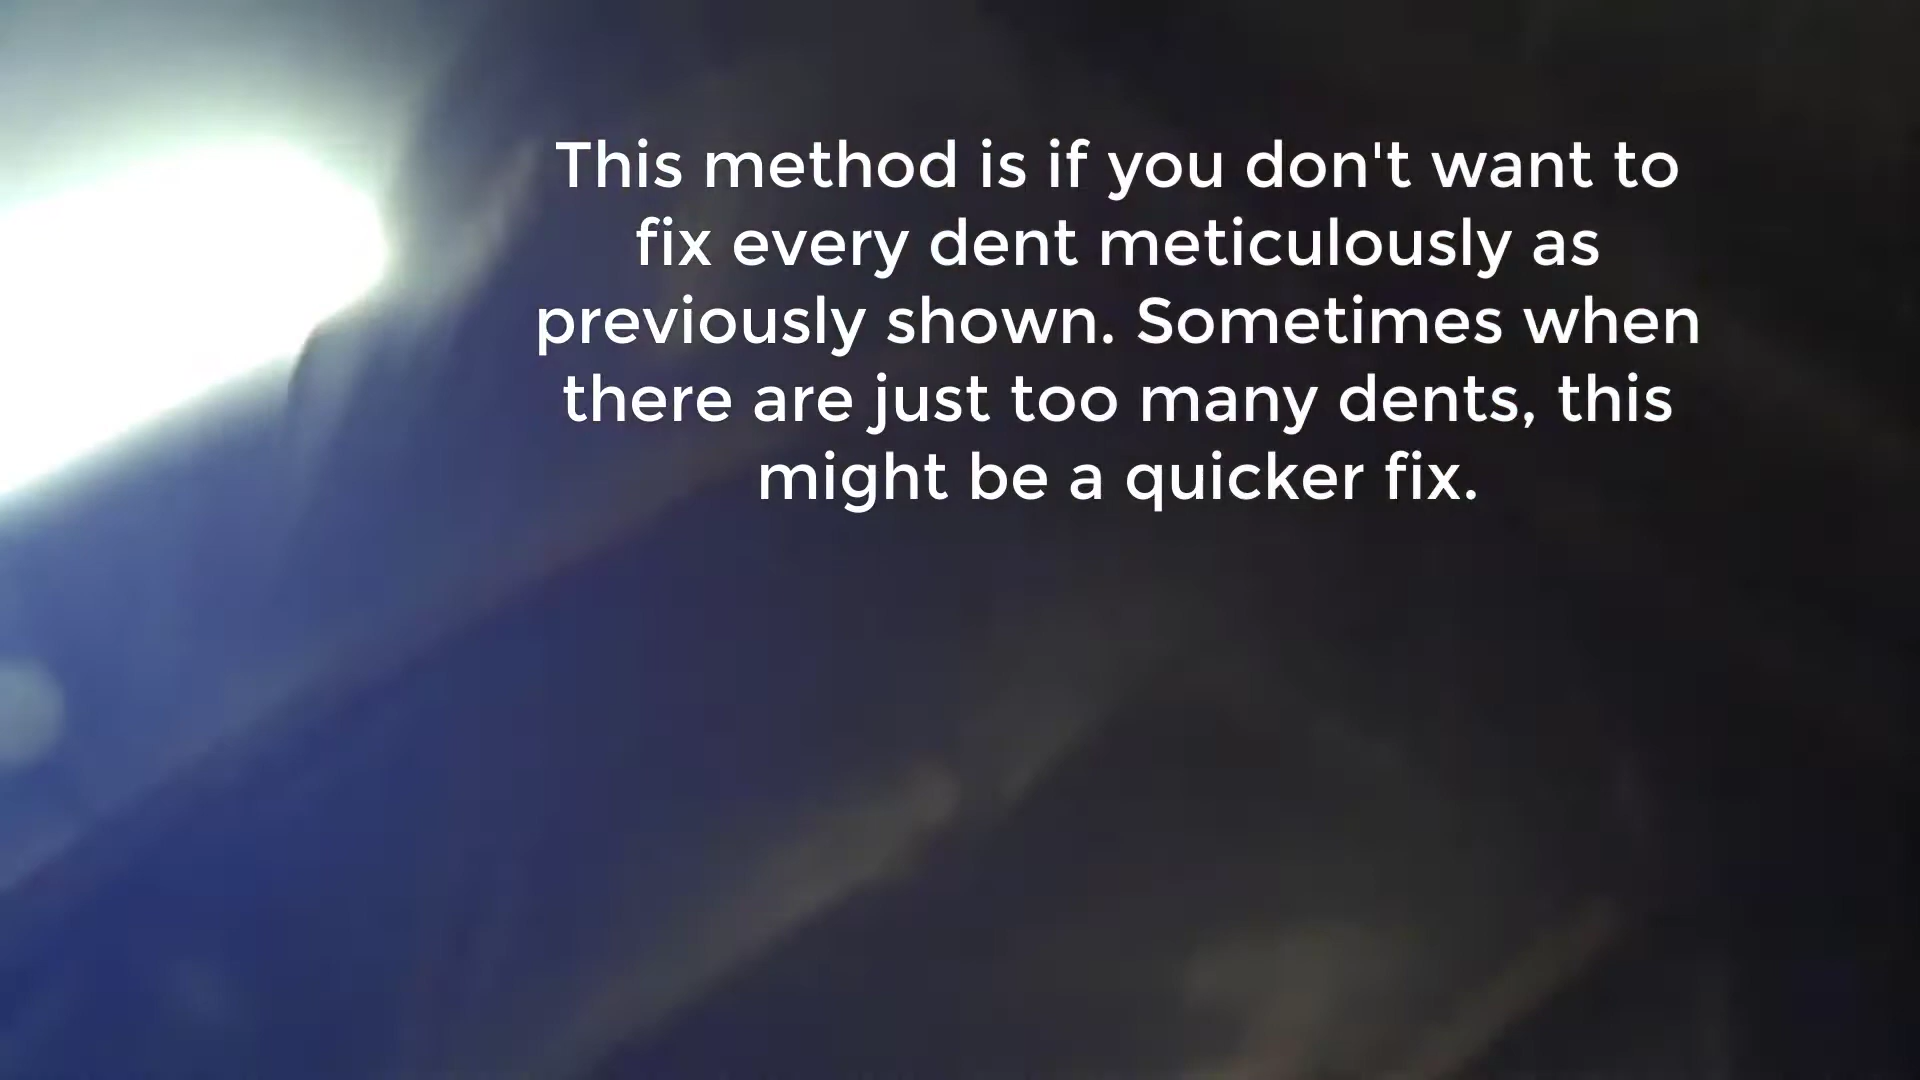 This method is if you don't want to
fix every dent meticulously as
previously shown. Sometimes when
there are just too many dents, this
might be a quicker fix.